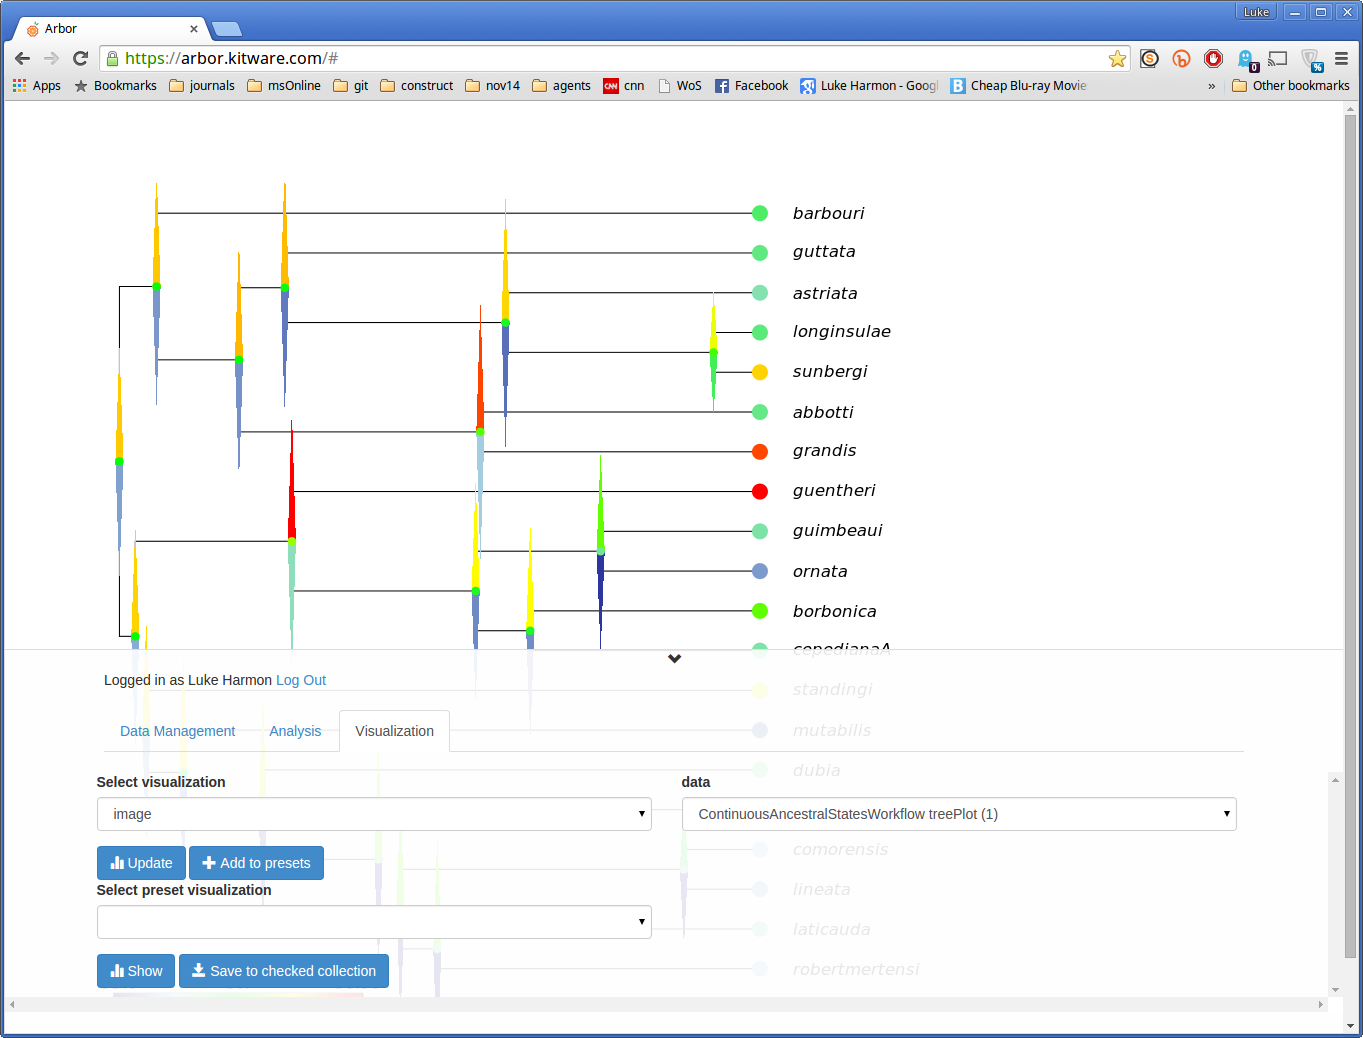 Luke
Arbor
https://arbor.kitware.com/#
S
b
0
%
Apps Bookmarks journals msOnline git construct nov14 agents CNN cnn WoS Facebook Luke Harmon - Googl Cheap Blu-ray Movie » Other bookmarks
barbouri
guttata
astriata
longinsulae
sunbergi
abbotti
grandis
guentheri
guimbeaui
ornata
borbonica
cepedianaA
Logged in as Luke Harmon Log Out
standingi
Data Management Analysis Visualization
mutabilis
dubia
Select visualization data
image ContinuousAncestralStatesWorkflow treePlot (1)
comorensis
Update Add to presets
Select preset visualization
lineata
laticauda
Show Save to checked collection
robertmertensi